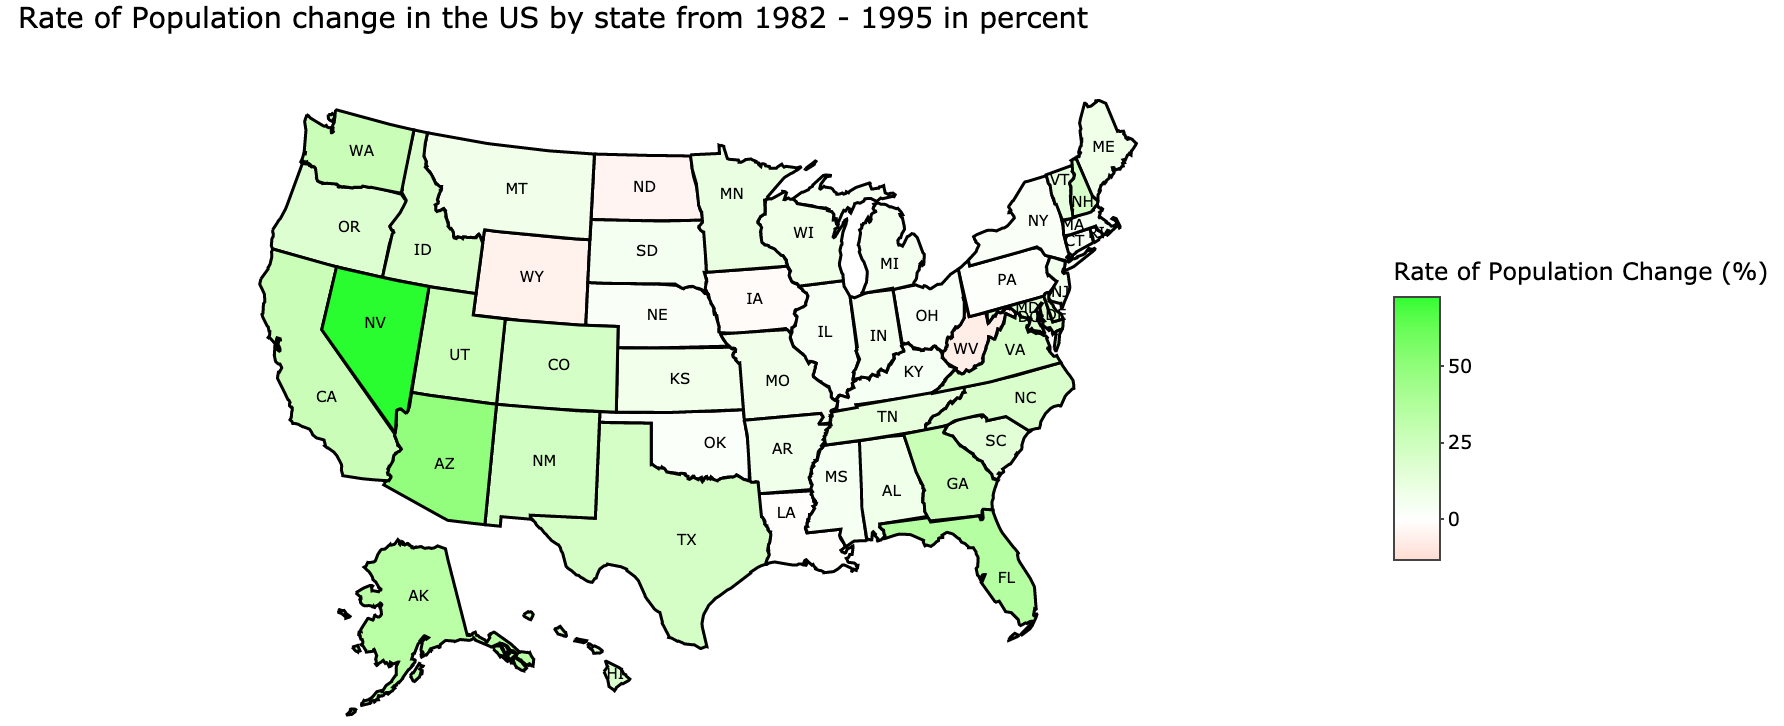 Rate of Population change in the US by state from 1982 - 1995 in percent
ME
WA
VT
MT
ND
MN
NH
OR
NY
MA
RI
WI
CT
ID
SD
MI
WY
PA
IA
NJ
NE
MD
DE
NV
OH
DC
IL
IN
WV
VA
UT
CO
KY
KS
MO
CA
NC
TN
OK
SC
AZ
NM
AR
MS
AL
GA
LA
TX
FL
AK
HI
Rate of Population Change (%)
50
25
0